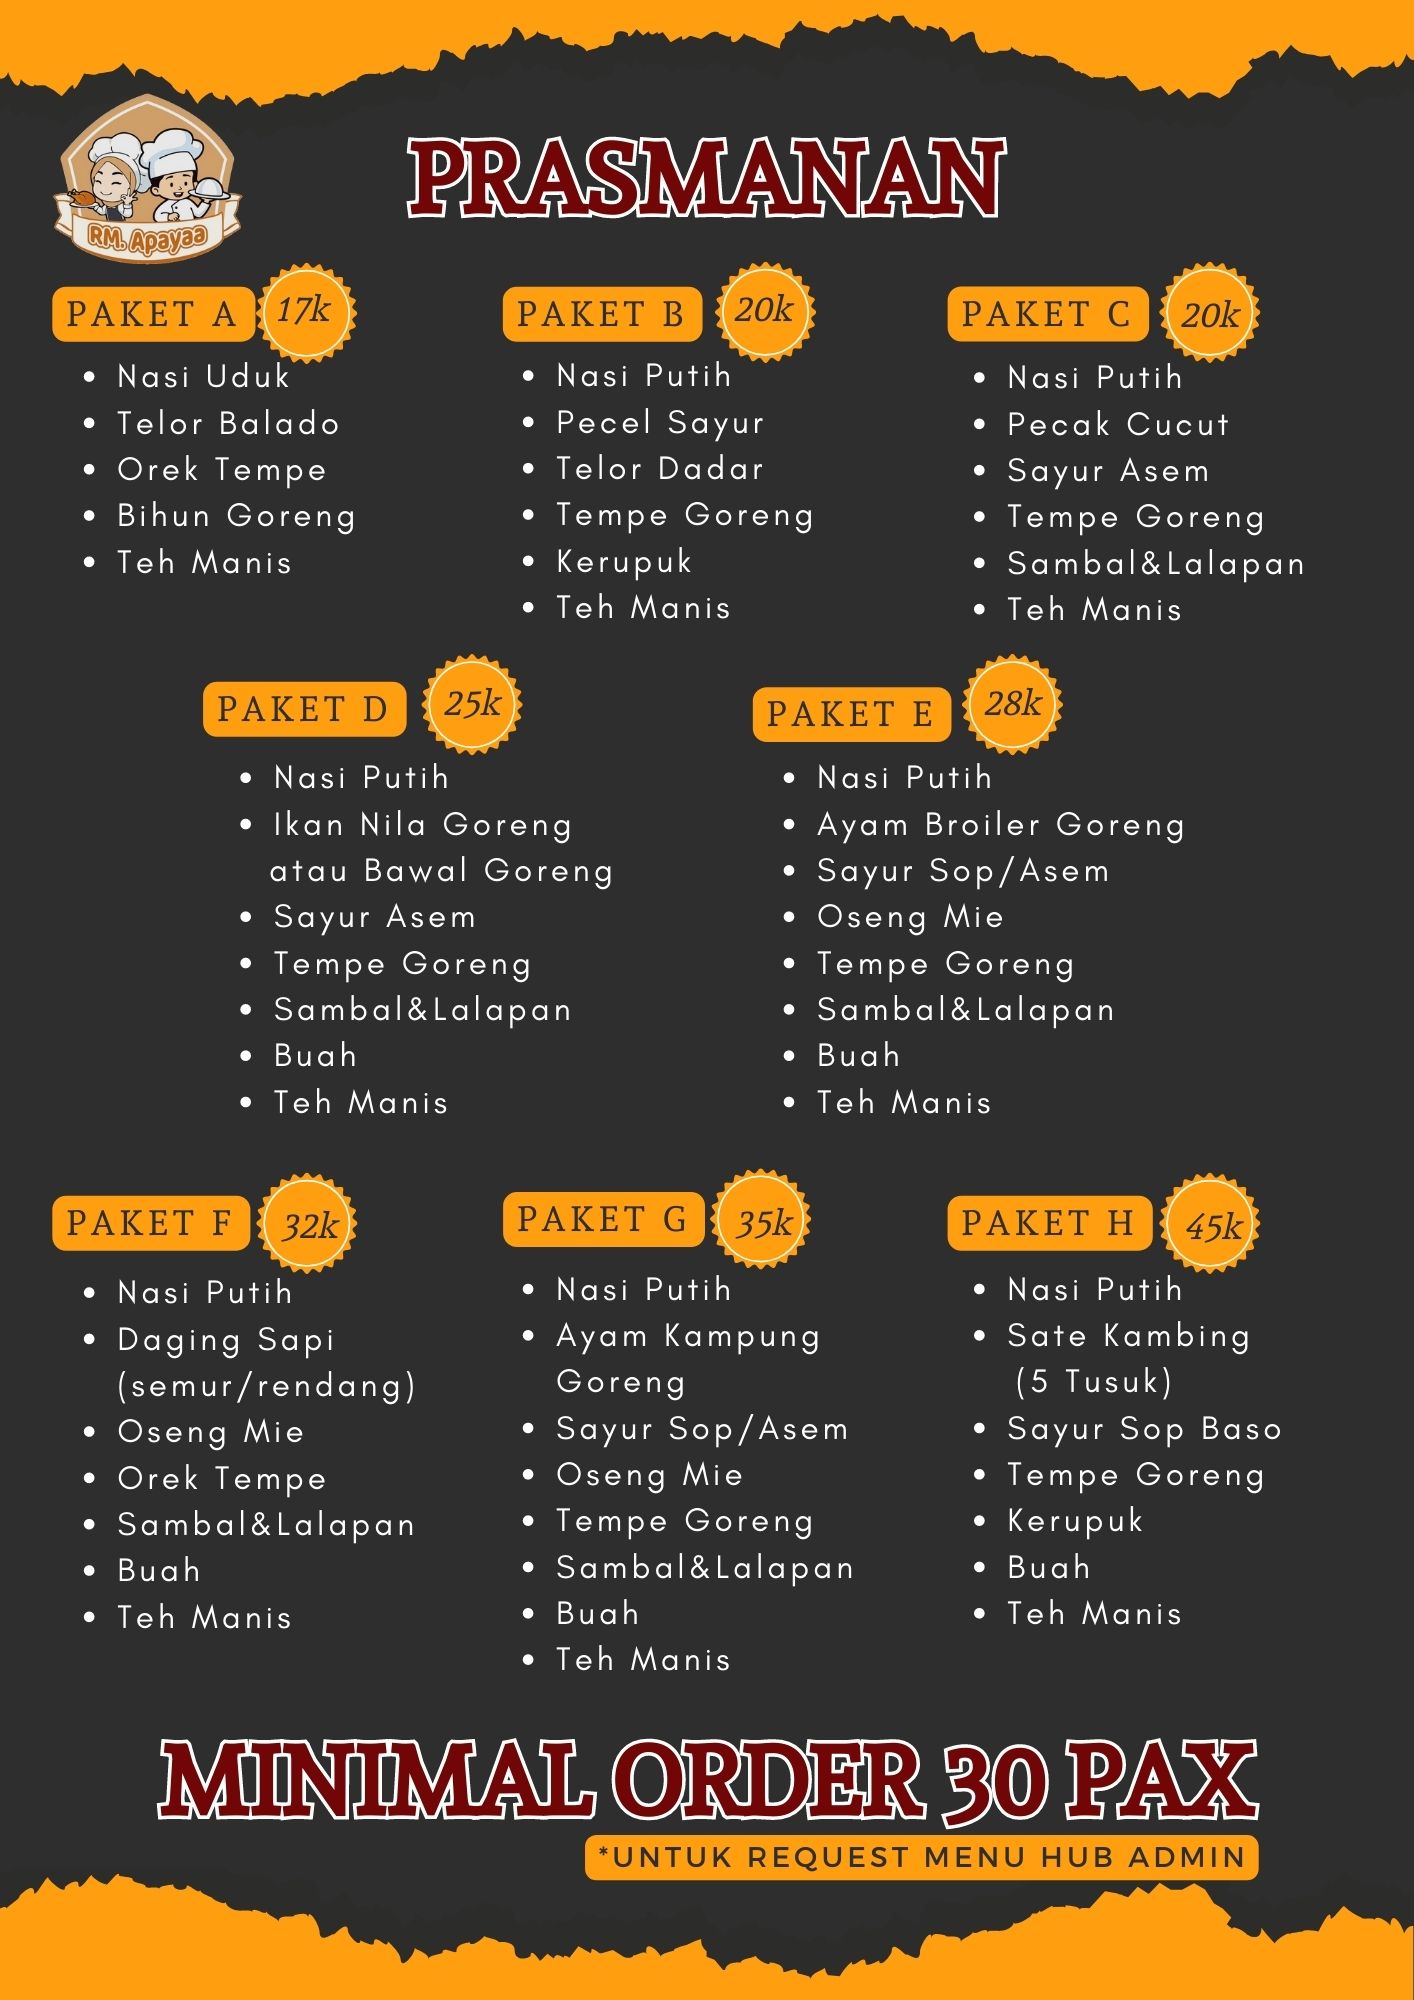 RM. Apayaa
PRASMANAN
PAKET A
17k
Nasi Uduk
Telor Balado
Orek Tempe
Bihun Goreng
Teh Manis
PAKET B
20k
Nasi Putih
Pecel Sayur
Telor Dadar
Tempe Goreng
Kerupuk
Teh Manis
PAKET C
20k
Nasi Putih
Pecak Cucut
Sayur Asem
Tempe Goreng
Sambal&Lalapan
Teh Manis
PAKET D
25k
Nasi Putih
Ikan Nila Goreng
atau Bawal Goreng
Sayur Asem
Tempe Goreng
Sambal&Lalapan
Buah
Teh Manis
PAKET E
28k
Nasi Putih
Ayam Broiler Goreng
Sayur Sop/Asem
Oseng Mie
Tempe Goreng
Sambal&Lalapan
Buah
Teh Manis
PAKET F
32k
Nasi Putih
Daging Sapi
(semur/rendang)
Oseng Mie
Orek Tempe
Sambal&Lalapan
Buah
Teh Manis
PAKET G
35k
Nasi Putih
Ayam Kampung
Goreng
Sayur Sop/Asem
Oseng Mie
Tempe Goreng
Sambal&Lalapan
Buah
Teh Manis
PAKET H
45k
Nasi Putih
Sate Kambing
(5 Tusuk)
Sayur Sop Baso
Tempe Goreng
Kerupuk
Buah
Teh Manis
MINIMAL ORDER 30 PAX
*UNTUK REQUEST MENU HUB ADMIN